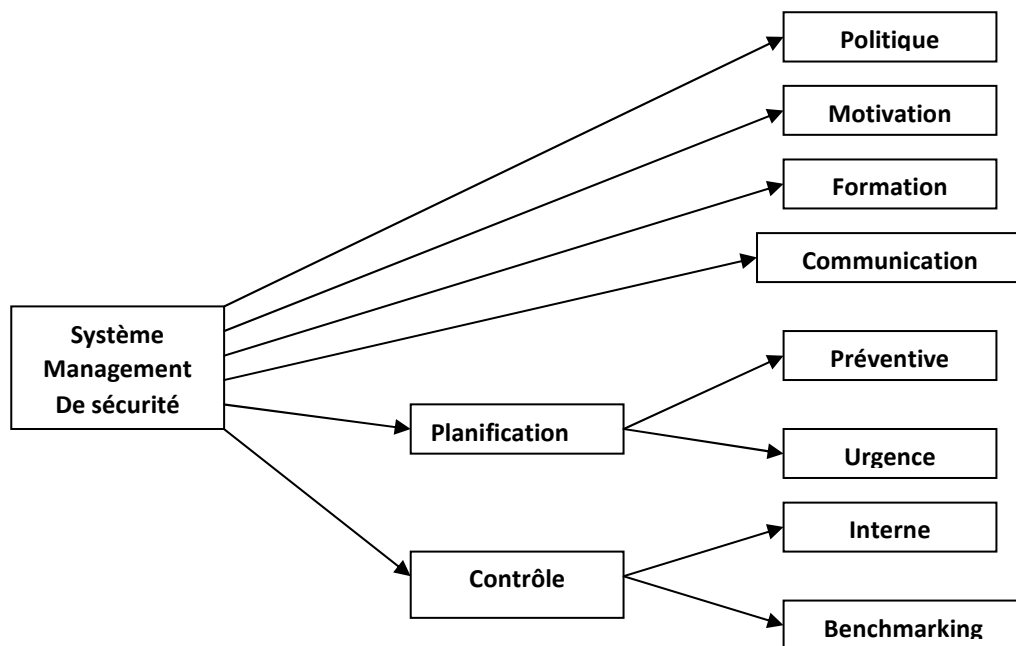 Politique
Motivation
Formation
Communication
Système
Management
De sécurité
Préventive
Planification
Urgence
Interne
Contrôle
Benchmarking